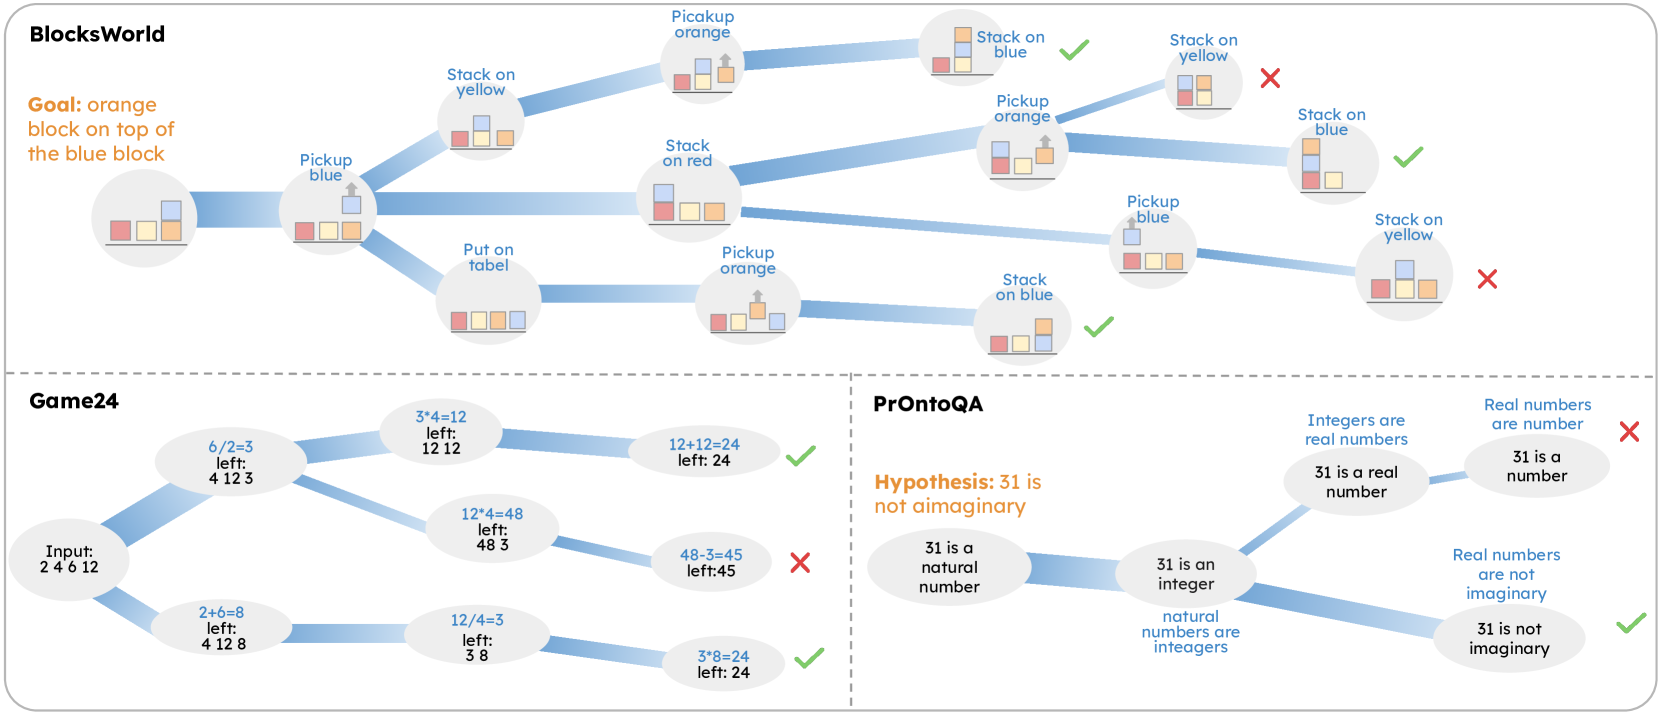 BlocksWorld
Goal: orange
block on top of
the blue block
Pickup
blue
Stack on
yellow
Picakup
orange
Stack on
blue
Stack
on red
Pickup
orange
Stack on
yellow
Stack on
blue
Pickup
blue
Stack on
yellow
Put on
tabel
Pickup
orange
Stack
on blue
Game24
Input:
2 4 6 12
6/2=3
left:
4 12 3
3*4=12
left:
12 12
12+12=24
left: 24
12*4=48
left:
48 3
48-3=45
left:45
2+6=8
left:
4 12 8
12/4=3
left:
3 8
3*8=24
left: 24
PrOntoQA
Hypothesis: 31 is
not aimaginary
31 is a
natural
number
31 is an
integer
natural
numbers are
inteagers
Integers are
real numbers
31 is a real
number
Real numbers
are number
31 is a
number
Real numbers
are not
imaginary
31 is not
imaginary